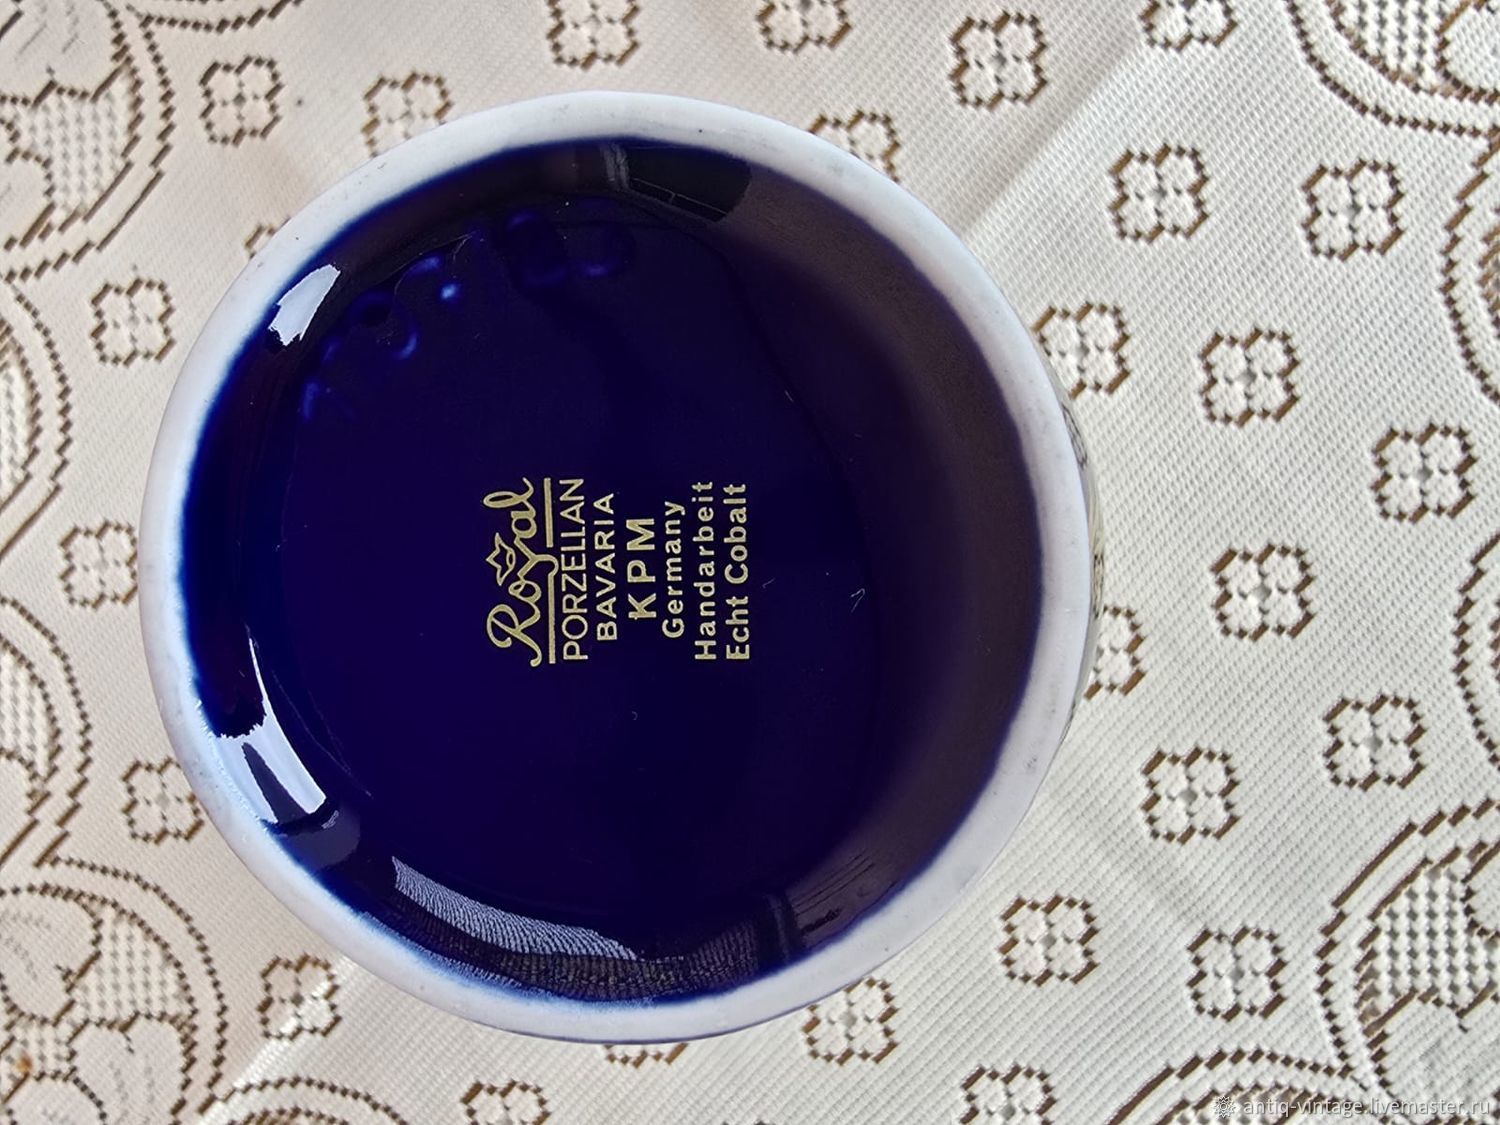 Royal
PORZELLAN
BAVARIA
KPM
Germany
Handarbeit
Echt Cobalt
antiq-vintage.livemaster.ru